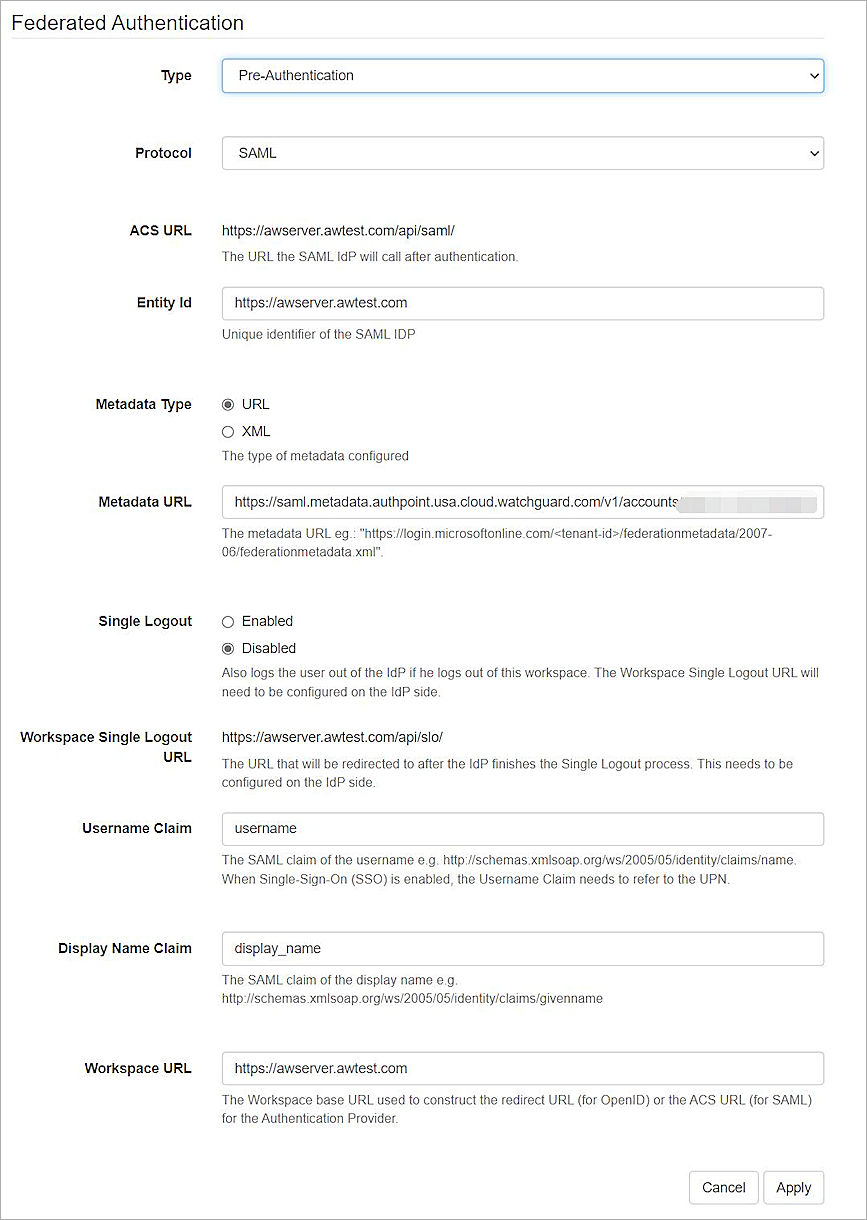 Federated Authentication
Type
Pre-Authentication
Protocol
SAML
ACS URL
https://awserver.awtest.com/api/saml/
The URL the SAML IdP will call after authentication.
Entity Id
https://awserver.awtest.com
Unique identifier of the SAML IDP
Metadata Type
URL
XML
The type of metadata configured
Metadata URL
https://saml.metadata.authpoint.usa.cloud.watchguard.com/v1/accounts
The metadata URL eg.: "https://login.microsoftonline.com/<tenant-id>/federationmetadata/2007-
06/federationmetadata.xml".
Single Logout
Enabled
Disabled
Also logs the user out of the IdP if he logs out of this workspace. The Workspace Single Logout URL will
need to be configured on the IdP side.
Workspace Single Logout
URL
https://awserver.awtest.com/api/slo/
The URL that will be redirected to after the IdP finishes the Single Logout process. This needs to be
configured on the IdP side.
Username Claim
username
The SAML claim of the username e.g. http://schemas.xmlsoap.org/ws/2005/05/identity/claims/name.
When Single-Sign-On (SSO) is enabled, the Username Claim needs to refer to the UPN.
Display Name Claim
display_name
The SAML claim of the display name e.g.
http://schemas.xmlsoap.org/ws/2005/05/identity/claims/givenname
Workspace URL
https://awserver.awtest.com
The Workspace base URL used to construct the redirect URL (for OpenID) or the ACS URL (for SAML)
for the Authentication Provider.
Cancel
Apply